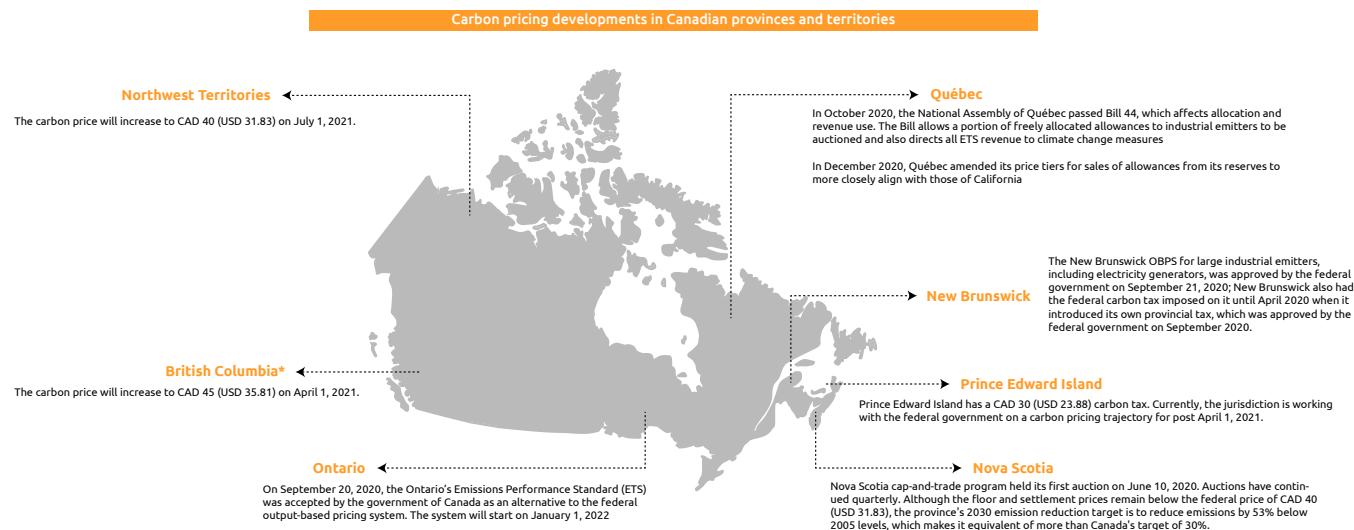 Carbon pricing developments in Canadian provinces and territories
Northwest Territories
The carbon price will increase to CAD 40 (USD 31.83) on July 1, 2021.
Québec
In October 2020, the National Assembly of Québec passed Bill 44, which affects allocation and
revenue use. The Bill allows a portion of freely allocated allowances to industrial emitters to be
auctioned and also directs all ETS revenue to climate change measures
In December 2020, Québec amended its price tiers for sales of allowances from its reserves to
more closely align with those of California
New Brunswick
The New Brunswick OBPS for large industrial emitters,
including electricity generators, was approved by the federal
government on September 21, 2020; New Brunswick also had
the federal carbon tax imposed on it until April 2020 when it
introduced its own provincial tax, which was approved by the
federal government on September 2020.
British Columbia*
The carbon price will increase to CAD 45 (USD 35.81) on April 1, 2021.
Prince Edward Island
Prince Edward Island has a CAD 30 (USD 23.88) carbon tax. Currently, the jurisdiction is working
with the federal government on a carbon pricing trajectory for post April 1, 2021.
Ontario
On September 20, 2020, the Ontario's Emissions Performance Standard (ETS)
was accepted by the government of Canada as an alternative to the federal
output-based pricing system. The system will start on January 1, 2022
Nova Scotia
Nova Scotia cap-and-trade program held its first auction on June 10, 2020. Auctions have contin-
ued quarterly. Although the floor and settlement prices remain below the federal price of CAD 40
(USD 31.83), the province's 2030 emission reduction target is to reduce emissions by 53% below
2005 levels, which makes it equivalent of more than Canada's target of 30%.